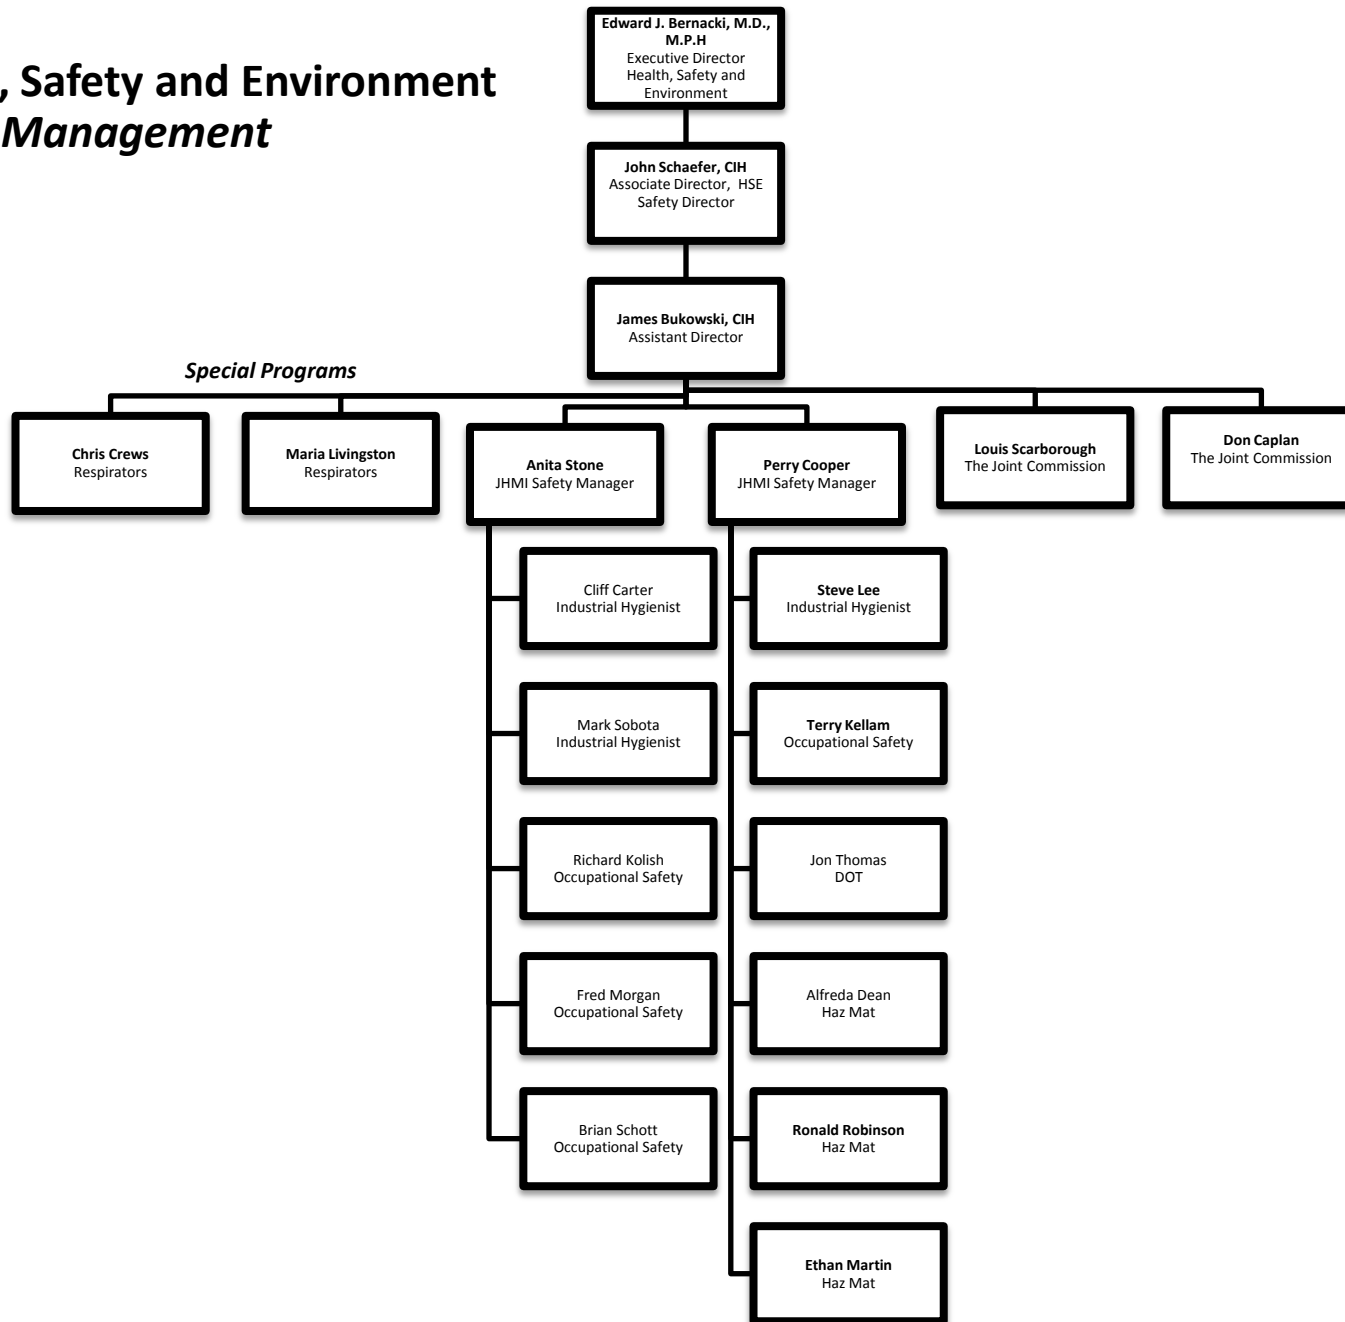 , Safety and Environment
Management
Edward J. Bernacki, M.D.,
M.P.H
Executive Director
Health, Safety and
Environment
John Schaefer, CIH
Associate Director, HSE
Safety Director
James Bukowski, CIH
Assistant Director
Special Programs
Chris Crews
Respirators
Maria Livingston
Respirators
Anita Stone
JHMI Safety Manager
Perry Cooper
JHMI Safety Manager
Louis Scarborough
The Joint Commission
Don Caplan
The Joint Commission
Cliff Carter
Industrial Hygienist
Mark Sobota
Industrial Hygienist
Richard Kolish
Occupational Safety
Fred Morgan
Occupational Safety
Brian Schott
Occupational Safety
Steve Lee
Industrial Hygienist
Terry Kellam
Occupational Safety
Jon Thomas
DOT
Alfreda Dean
Haz Mat
Ronald Robinson
Haz Mat
Ethan Martin
Haz Mat